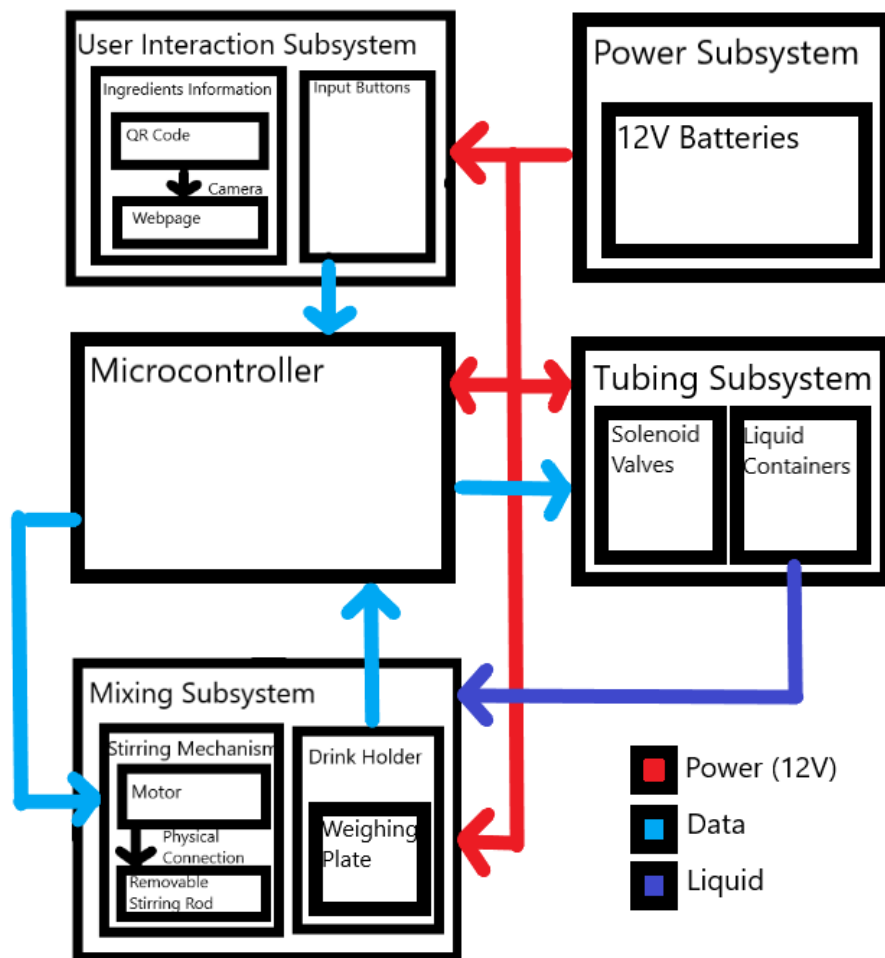 User Interaction Subsystem
Ingredients Information
QR Code
Camera
Webpage
Input Buttons
Power Subsystem
12V Batteries
Microcontroller
Tubing Subsystem
Solenoid
Valves
Liquid
Containers
Mixing Subsystem
Stirring Mechanism
Motor
Physical
Connection
Removable
Stirring Rod
Drink Holder
Weighing
Plate
Power (12V)
Data
Liquid